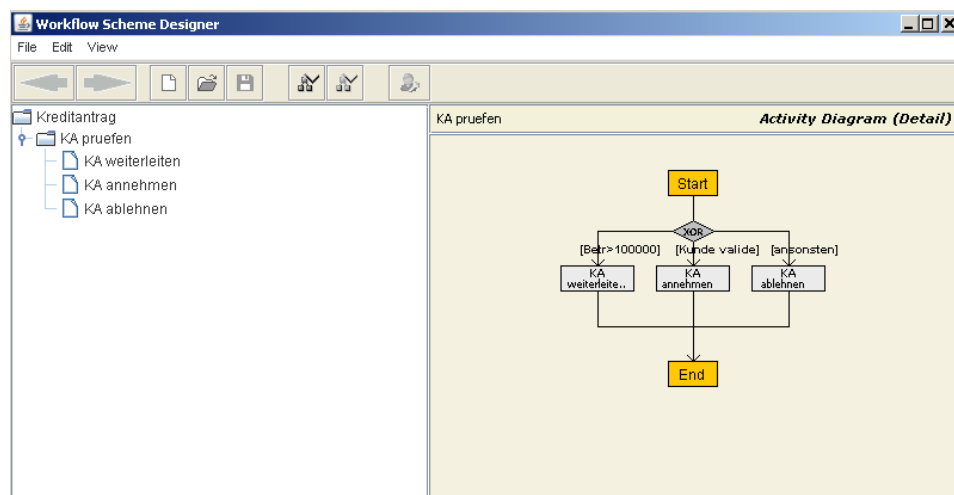 Workflow Scheme Designer
File Edit View
Kreditantrag
KA pruefen
KA weiterleiten
KA annehmen
KA ablehnen
KA pruefen
Activity Diagram (Detail)
Start
XOR
[Betr>100000] [Kunde valide] [ansonsten]
KA
weiterleite..
KA
annehmen
KA
ablehnen
End